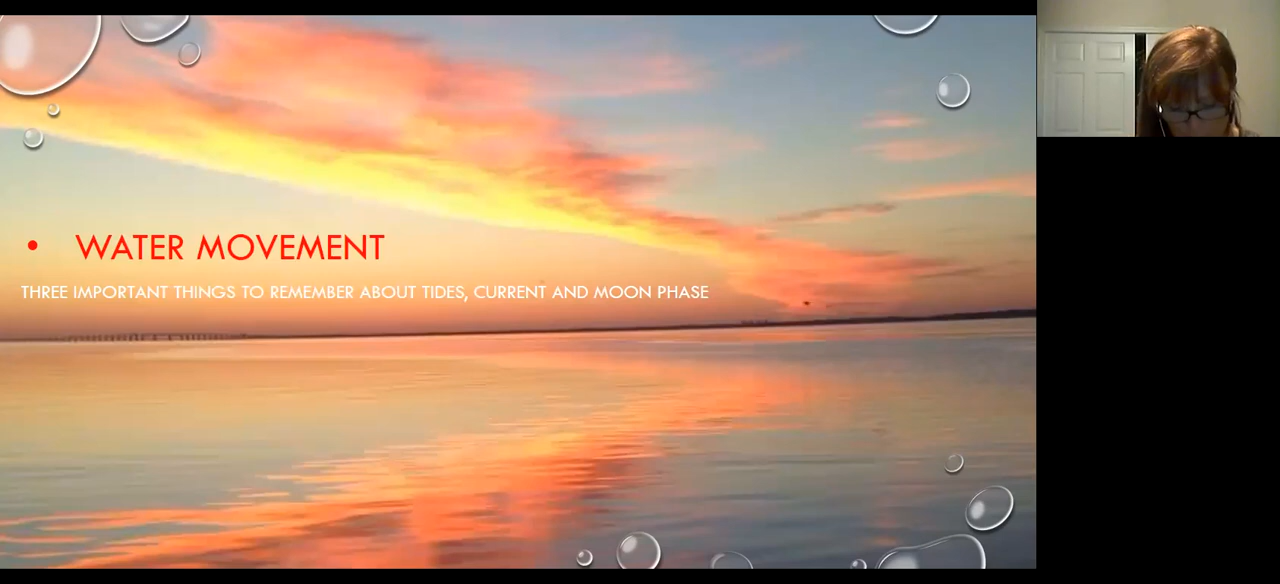 • WATER MOVEMENT
THREE IMPORTANT THINGS TO REMEMBER ABOUT TIDES, CURRENT AND MOON PHASE